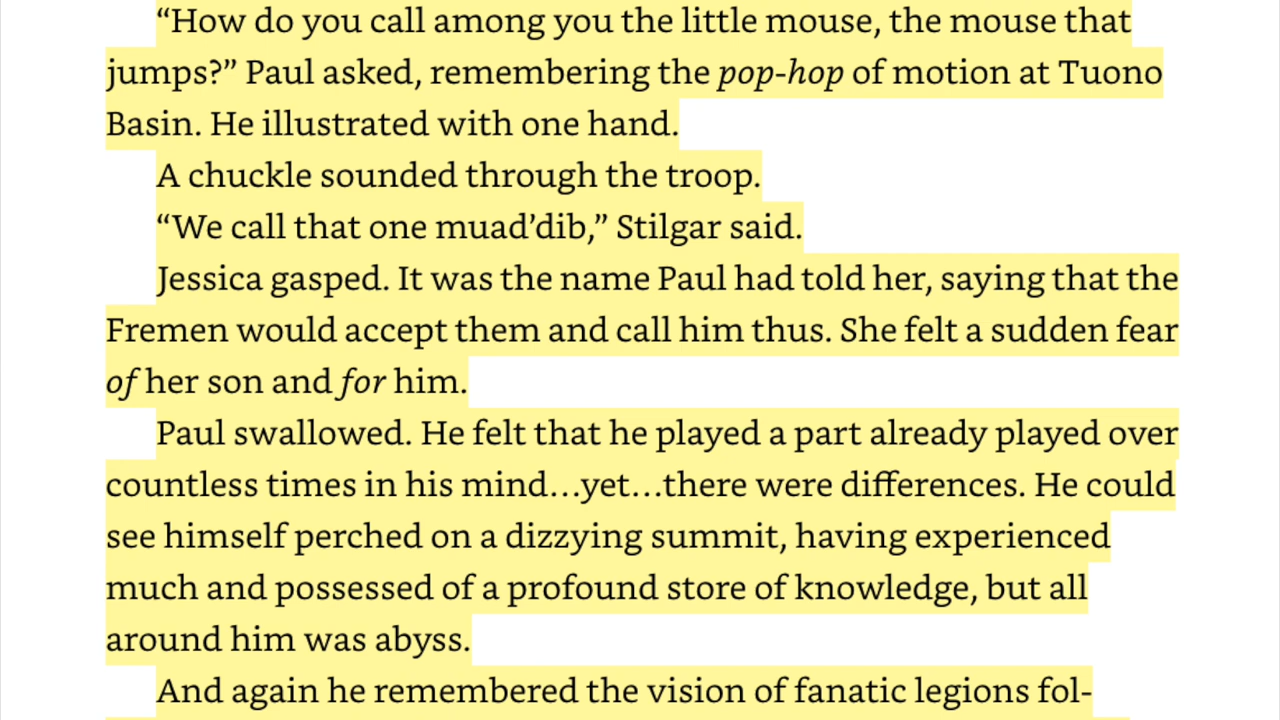 “How do you call among you the little mouse, the mouse that
jumps?” Paul asked, remembering the pop-hop of motion at Tuono
Basin. He illustrated with one hand.
A chuckle sounded through the troop.
“We call that one muad’dib,” Stilgar said.
Jessica gasped. It was the name Paul had told her, saying that the
Fremen would accept them and call him thus. She felt a sudden fear
of her son and for him.
Paul swallowed. He felt that he played a part already played over
countless times in his mind…yet…there were differences. He could
see himself perched on a dizzying summit, having experienced
much and possessed of a profound store of knowledge, but all
around him was abyss.
And again he remembered the vision of fanatic legions fol-